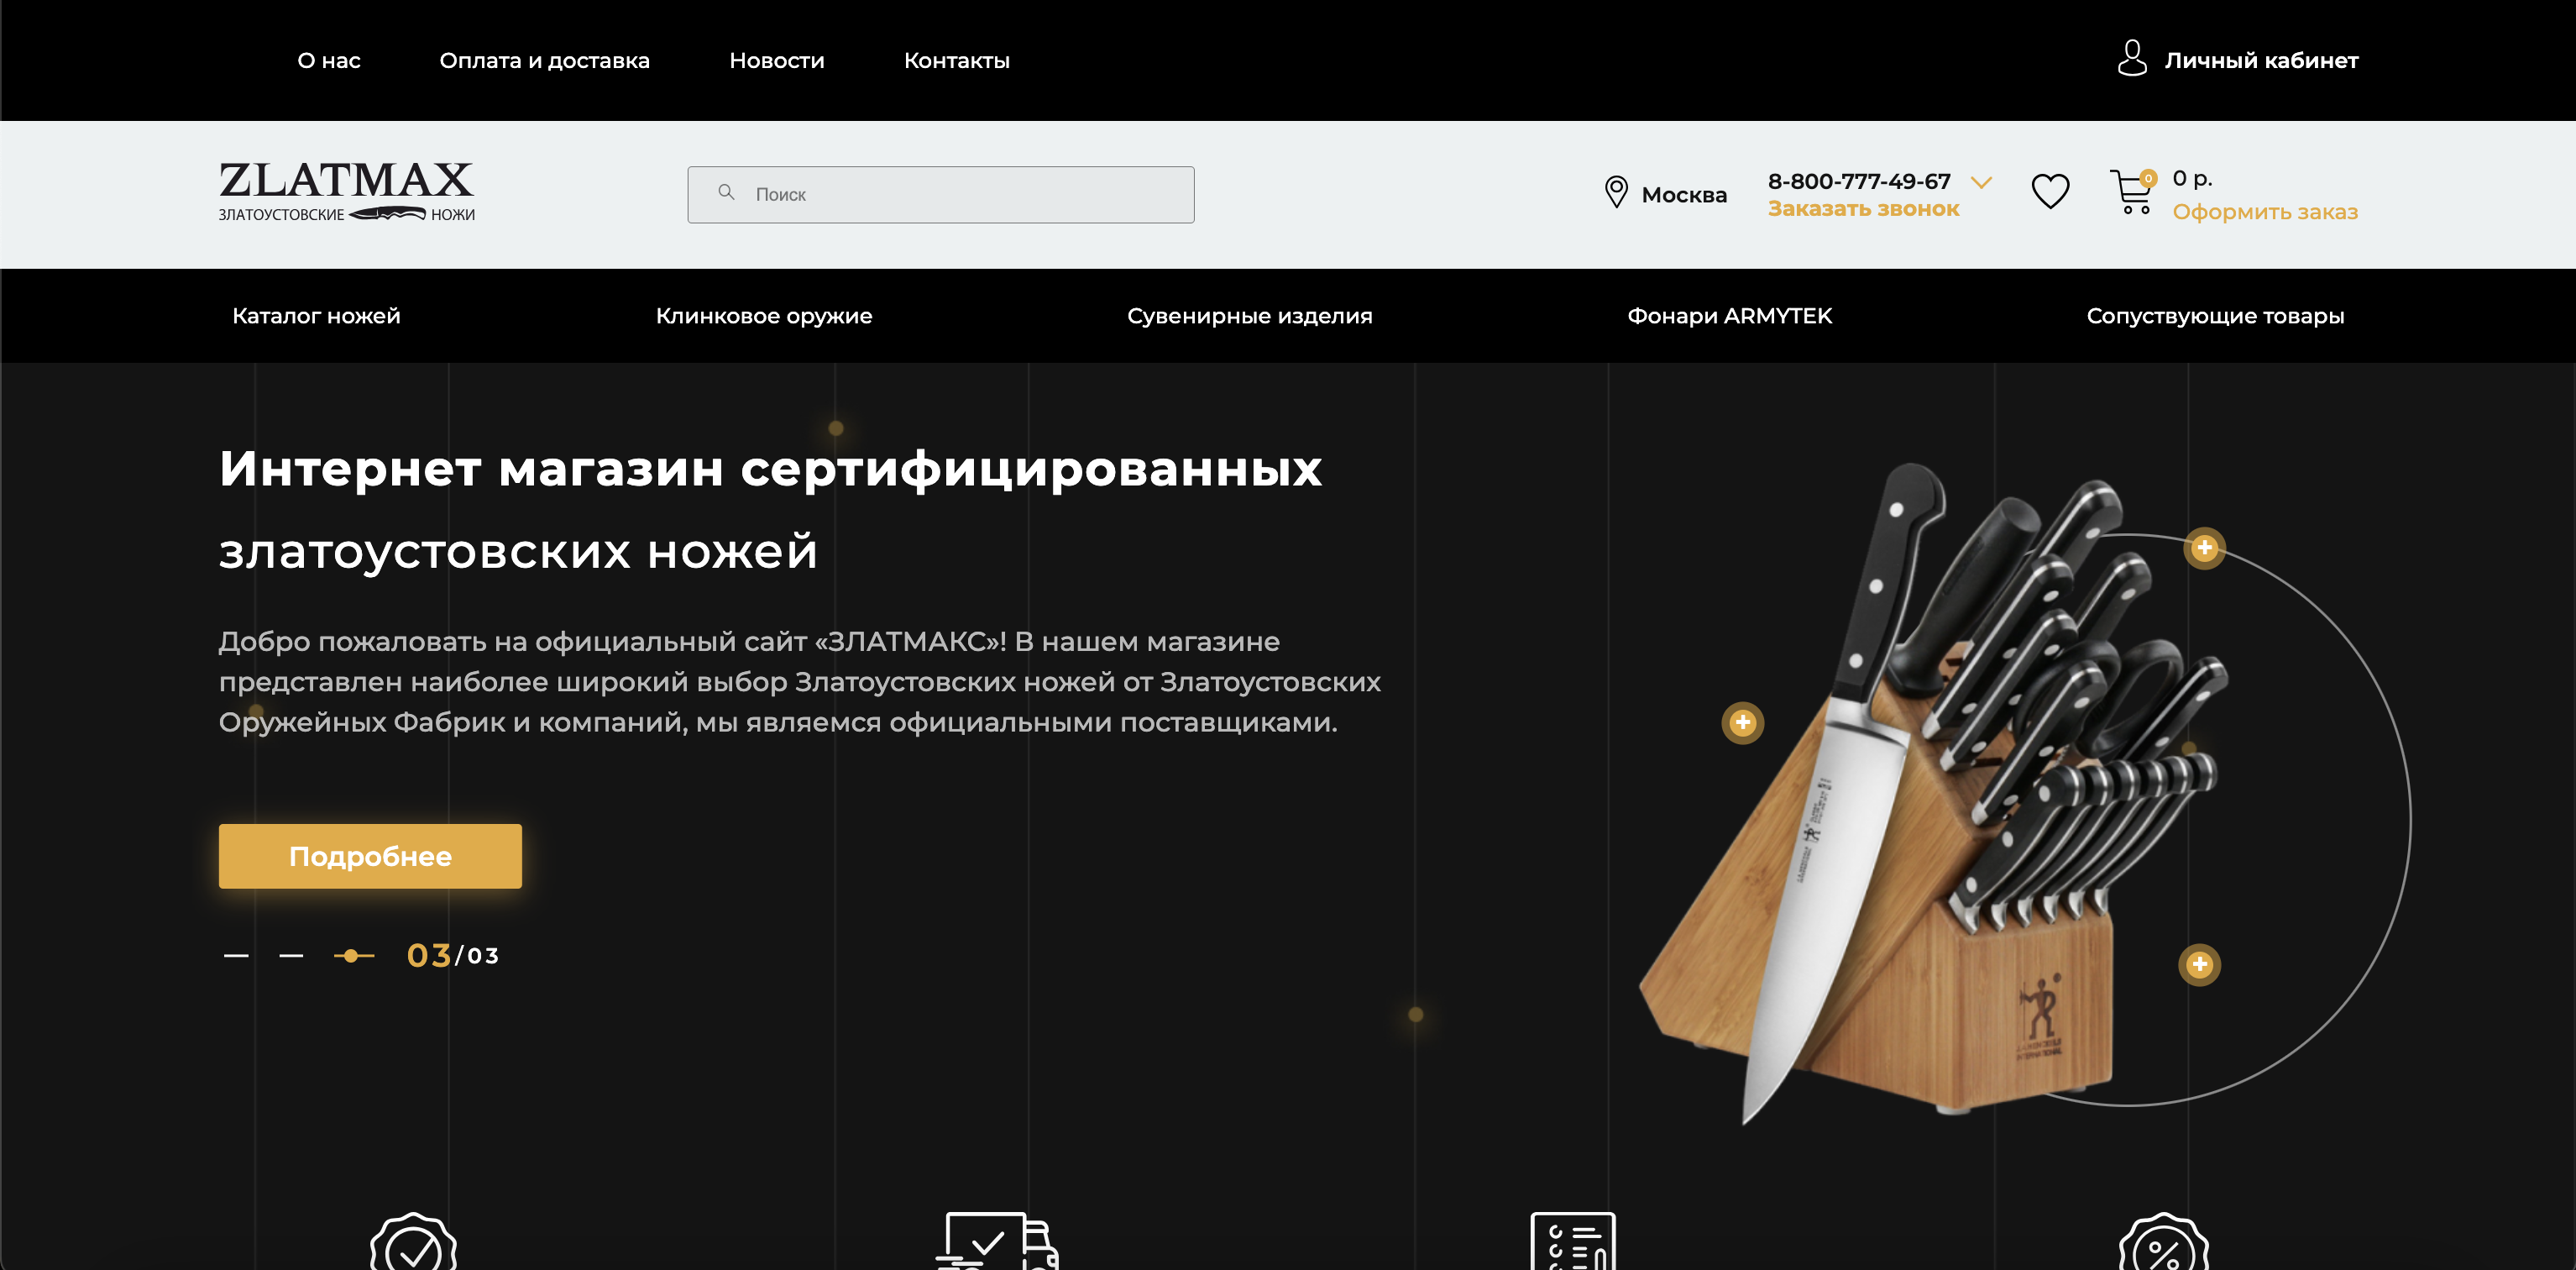 О нас
Оплата и доставка
Новости
Контакты
Личный кабинет
ZLATMAX
ЗЛАТОУСТОВСКИЕ НОЖИ
Поиск
Москва
8-800-777-49-67
Заказать звонок
0
0 р.
Оформить заказ
Каталог ножей
Клинковое оружие
Сувенирные изделия
Фонари ARMYTEK
Сопуствующие товары
Интернет магазин сертифицированных
златоустовских ножей
Добро пожаловать на официальный сайт «ЗЛАТМАКС»! В нашем магазине
представлен наиболее широкий выбор Златоустовских ножей от Златоустовских
Оружейных Фабрик и компаний, мы являемся официальными поставщиками.
Подробнее
03/03
INTERNATIONAL